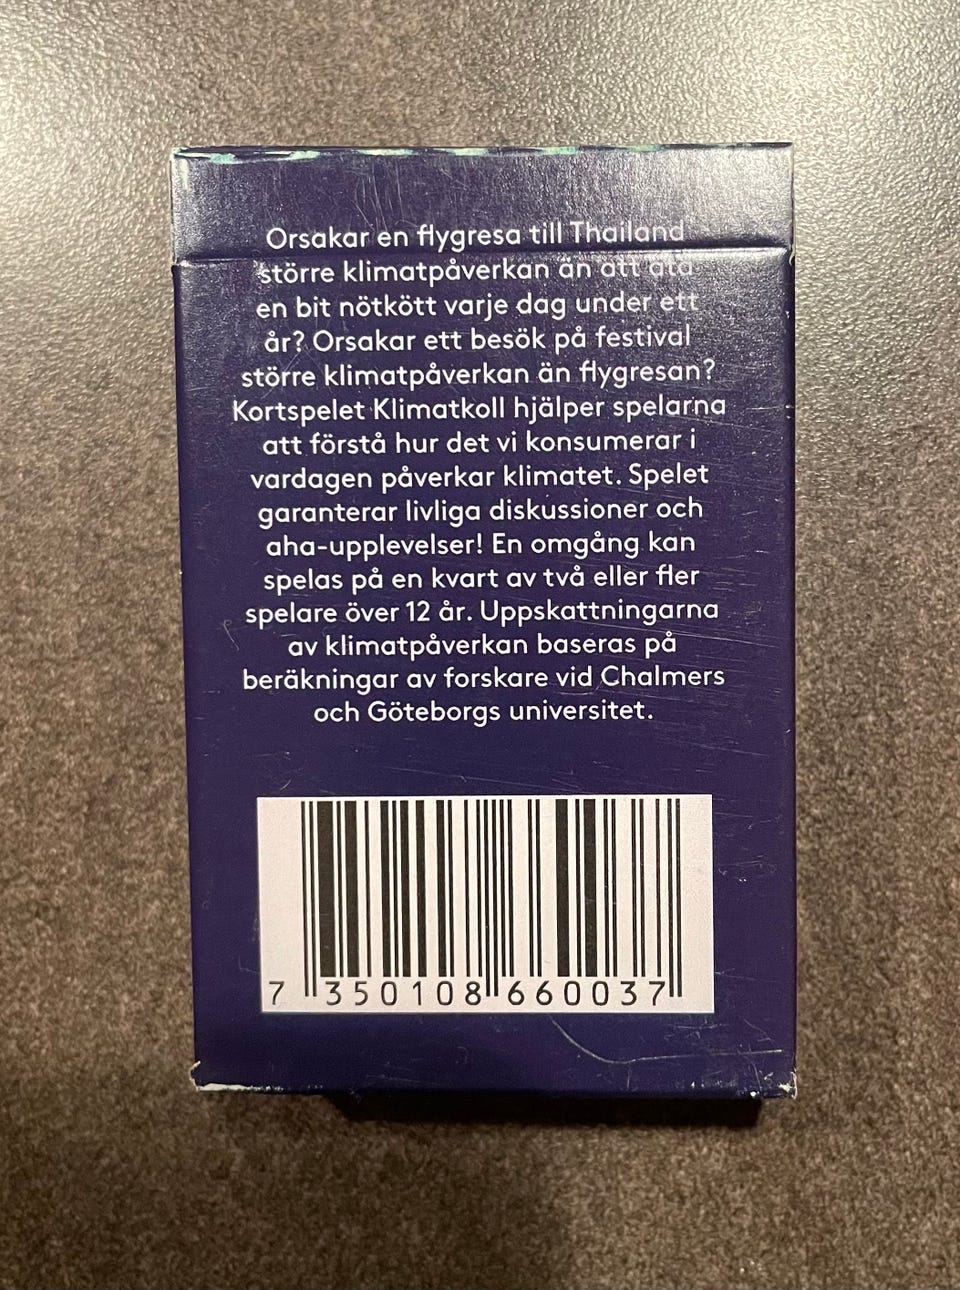 Orsakar en flygresa till Thailand
större klimatpåverkan än att äta
en bit nötkött varje dag under ett
år? Orsakar ett besök på festival
större klimatpåverkan än flygresan?
Kortspelet Klimatkoll hjälper spelarna
att förstå hur det vi konsumerar i
vardagen påverkar klimatet. Spelet
garanterar livliga diskussioner och
aha-upplevelser! En omgång kan
spelas på en kvart av två eller fler
spelare över 12 år. Uppskattningarna
av klimatpåverkan baseras på
beräkningar av forskare vid Chalmers
och Göteborgs universitet.
7 350108 660037